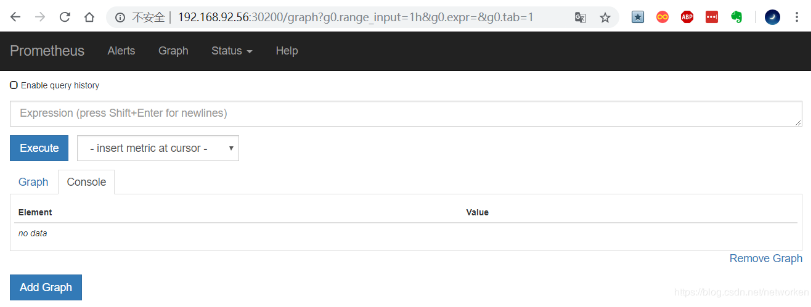 不安全 | 192.168.92.56:30200/graph?g0.range_input=1h&g0.expr=&g0.tab=1
ABP
Prometheus Alerts Graph Status Help
Enable query history
Expression (press Shift+Enter for newlines)
Execute - insert metric at cursor -
Graph Console
Element Value
no data
Remove Graph
Add Graph
https://blog.csdn.net/networken